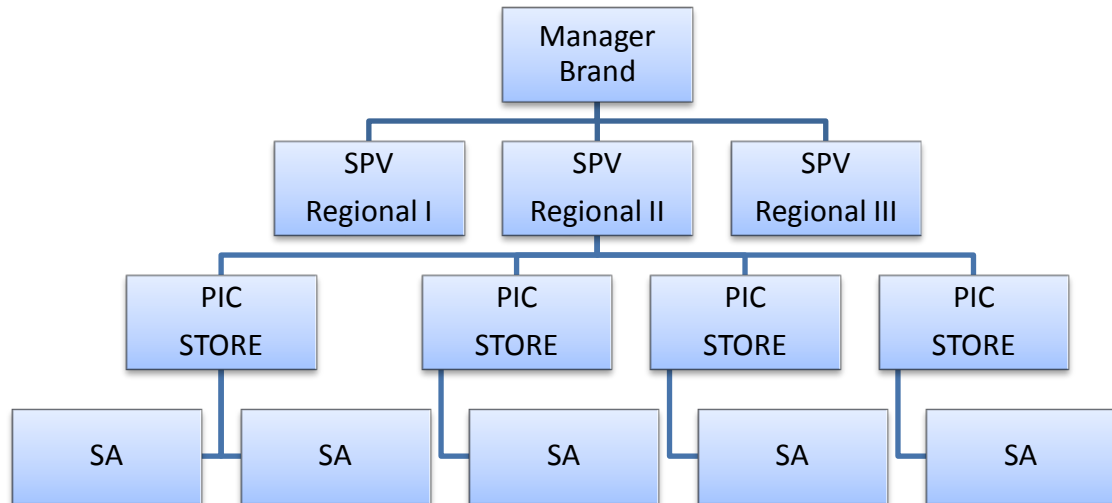 Manager
Brand
SPV
Regional I
SPV
Regional II
SPV
Regional III
PIC
STORE
PIC
STORE
PIC
STORE
PIC
STORE
SA
SA
SA
SA
SA